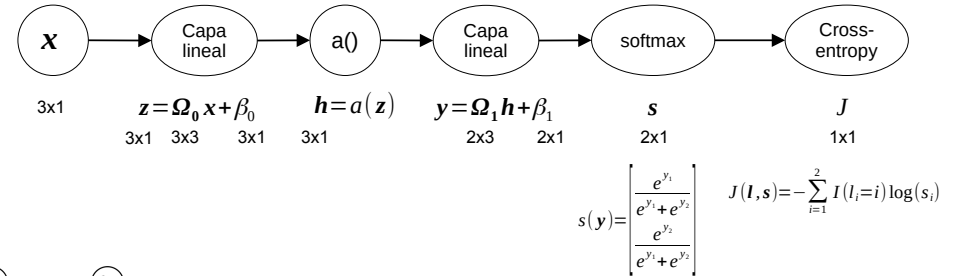 x
Capa lineal
a()
Capa lineal
softmax
Cross-entropy
3x1
z=Ω₀x+β₀
h=a(z)
y=Ω₁h+β₁
s
J
3x1 3x3 3x1 3x1 2x3 2x1 2x1 1x1
s(y)=[e^{y₁}/(e^{y₁}+e^{y₂})
e^{y₂}/(e^{y₁}+e^{y₂})]
J(l,s)=−∑_{i=1}^{2} I(l_i=i)log(s_i)